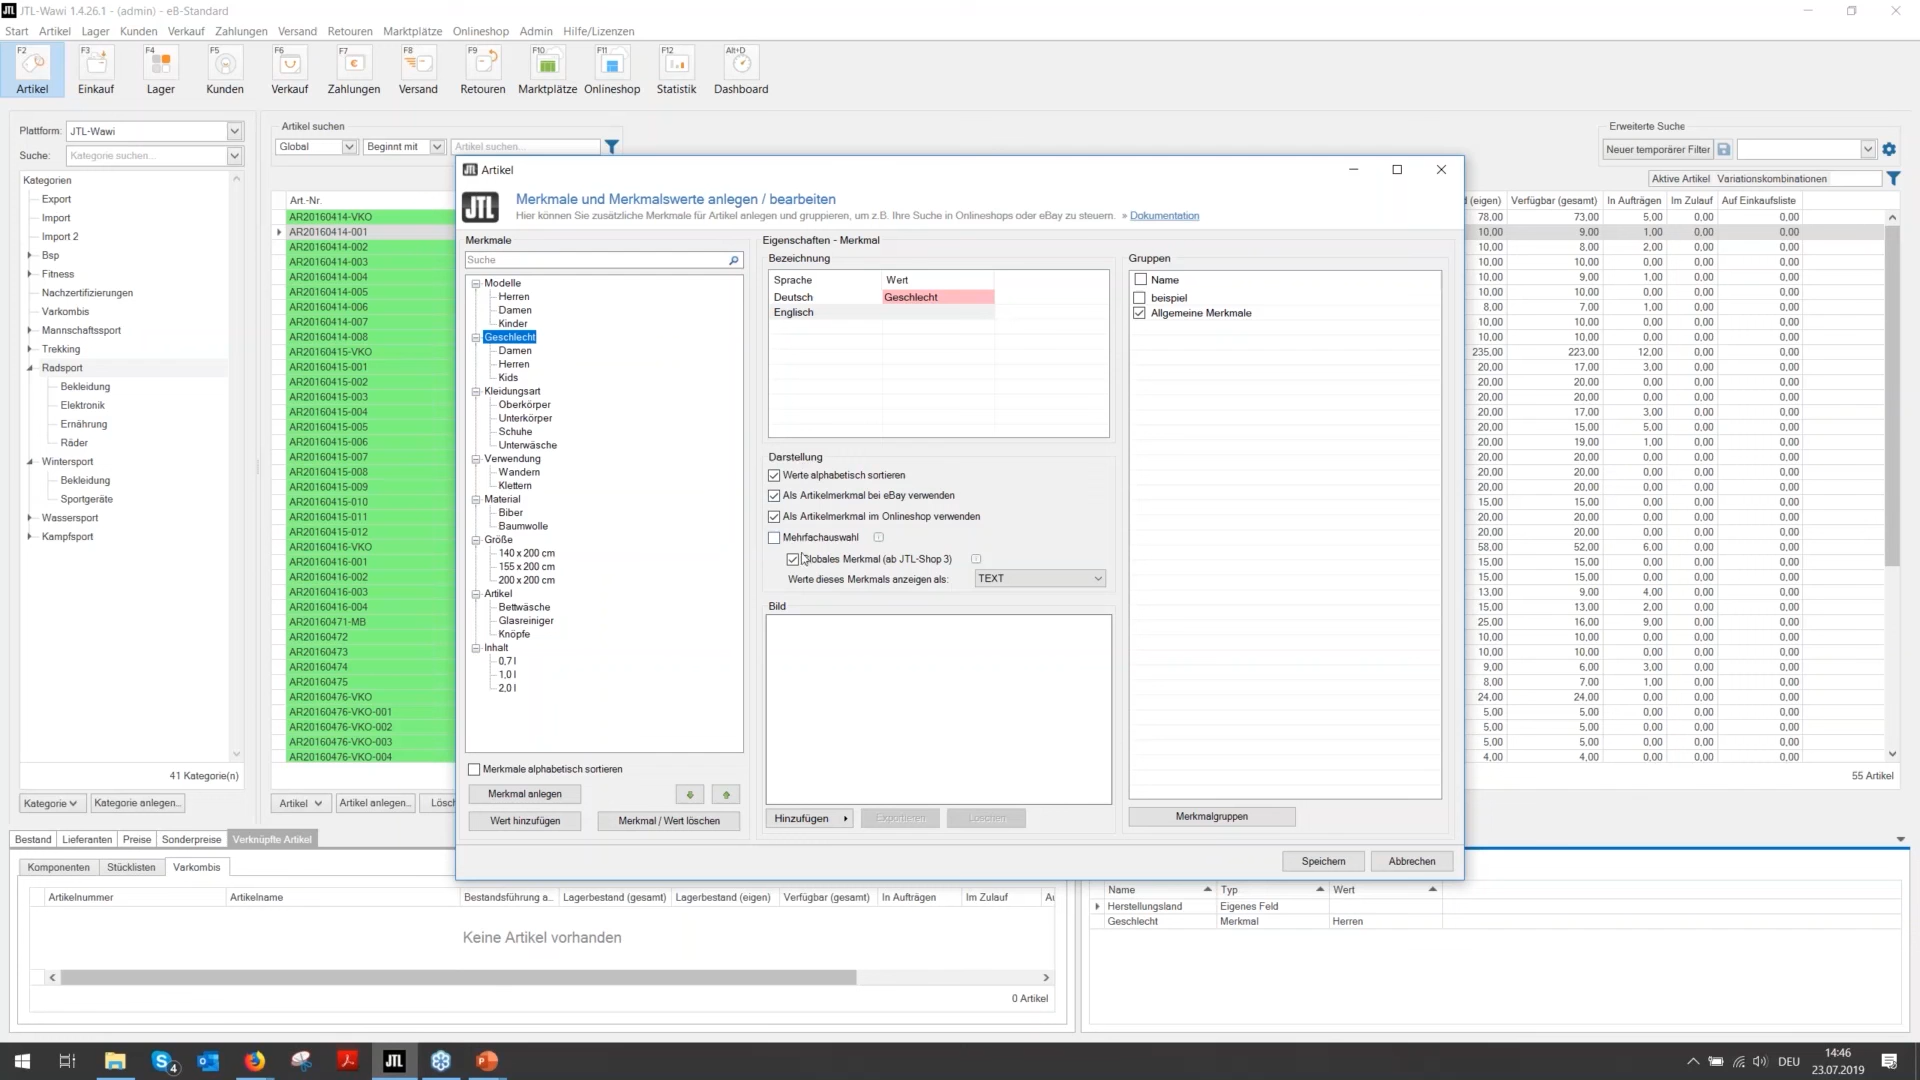 JTL-Wawi 1.4.26.1 - (admin) - eB-Standard
Start Artikel Lager Kunden Verkauf Zahlungen Versand Retouren Marktplätze Onlineshop Admin Hilfe/Lizenzen
F2 F3 F4 F5 F6 F7 F8 F9 F10 F11 F12 Alt+D
Artikel Einkauf Lager Kunden Verkauf Zahlungen Versand Retouren Marktplätze Onlineshop Statistik Dashboard
Plattform: JTL-Wawi
Suche: Kategorie suchen...
Kategorien
Export
Import
Import 2
Bsp
Fitness
Nachzertifizierungen
Varkombis
Mannschaftssport
Trekking
Radsport
Bekleidung
Elektronik
Ernährung
Räder
Wintersport
Bekleidung
Sportgeräte
Wassersport
Kampfsport
41 Kategorie(n)
Kategorie Kategorie anlegen...
Artikel suchen
Global Beginnt mit Artikel suchen...
Art.-Nr.
AR20160414-VKO
AR20160414-001
AR20160414-002
AR20160414-003
AR20160414-004
AR20160414-005
AR20160414-006
AR20160414-007
AR20160414-008
AR20160415-VKO
AR20160415-001
AR20160415-002
AR20160415-003
AR20160415-004
AR20160415-005
AR20160415-006
AR20160415-007
AR20160415-008
AR20160415-009
AR20160415-010
AR20160415-011
AR20160415-012
AR20160416-VKO
AR20160416-001
AR20160416-002
AR20160416-003
AR20160416-004
AR20160471-MB
AR20160472
AR20160473
AR20160474
AR20160475
AR20160476-VKO
AR20160476-VKO-001
AR20160476-VKO-002
AR20160476-VKO-003
AR20160476-VKO-004
Artikel Artikel anlegen... Lösch
JTL Artikel
JTL
Merkmale und Merkmalswerte anlegen / bearbeiten
Hier können Sie zusätzliche Merkmale für Artikel anlegen und gruppieren, um z.B. Ihre Suche in Onlineshops oder eBay zu steuern. » Dokumentation
Merkmale
Suche
Modelle
Herren
Damen
Kinder
Geschlecht
Damen
Herren
Kids
Kleidungsart
Oberkörper
Unterkörper
Schuhe
Unterwäsche
Verwendung
Wandern
Klettern
Material
Biber
Baumwolle
Größe
140 x 200 cm
155 x 200 cm
200 x 200 cm
Artikel
Bettwäsche
Glasreiniger
Knöpfe
Inhalt
0,7 l
1,0 l
2,0 l
Merkmale alphabetisch sortieren
Merkmal anlegen
Wert hinzufügen Merkmal / Wert löschen
Eigenschaften - Merkmal
Bezeichnung
Sprache Wert
Deutsch Geschlecht
Englisch
Darstellung
Werte alphabetisch sortieren
Als Artikelmerkmal bei eBay verwenden
Als Artikelmerkmal im Onlineshop verwenden
Mehrfachauswahl
Globales Merkmal (ab JTL-Shop 3)
Werte dieses Merkmals anzeigen als: TEXT
Bild
Hinzufügen Exportieren Löschen
Gruppen
Name
beispiel
Allgemeine Merkmale
Merkmalgruppen
Speichern Abbrechen
Erweiterte Suche
Neuer temporärer Filter
Aktive Artikel Variationskombinationen
(eigen) Verfügbar (gesamt) In Aufträgen Im Zulauf Auf Einkaufsliste
78,00 73,00 5,00 0,00 0,00
10,00 9,00 1,00 0,00 0,00
10,00 8,00 2,00 0,00 0,00
10,00 10,00 0,00 0,00 0,00
10,00 9,00 1,00 0,00 0,00
10,00 10,00 0,00 0,00 0,00
8,00 7,00 1,00 0,00 0,00
10,00 10,00 0,00 0,00 0,00
10,00 10,00 0,00 0,00 0,00
235,00 223,00 12,00 0,00 0,00
20,00 17,00 3,00 0,00 0,00
20,00 20,00 0,00 0,00 0,00
20,00 20,00 0,00 0,00 0,00
20,00 17,00 3,00 0,00 0,00
20,00 15,00 5,00 0,00 0,00
20,00 19,00 1,00 0,00 0,00
20,00 20,00 0,00 0,00 0,00
20,00 20,00 0,00 0,00 0,00
20,00 20,00 0,00 0,00 0,00
15,00 15,00 0,00 0,00 0,00
20,00 20,00 0,00 0,00 0,00
20,00 20,00 0,00 0,00 0,00
58,00 52,00 6,00 0,00 0,00
15,00 15,00 0,00 0,00 0,00
15,00 15,00 0,00 0,00 0,00
13,00 9,00 4,00 0,00 0,00
15,00 13,00 2,00 0,00 0,00
25,00 16,00 9,00 0,00 0,00
10,00 10,00 0,00 0,00 0,00
10,00 10,00 0,00 0,00 0,00
9,00 6,00 3,00 0,00 0,00
8,00 7,00 1,00 0,00 0,00
24,00 24,00 0,00 0,00 0,00
5,00 5,00 0,00 0,00 0,00
5,00 5,00 0,00 0,00 0,00
5,00 5,00 0,00 0,00 0,00
4,00 4,00 0,00 0,00 0,00
55 Artikel
Bestand Lieferanten Preise Sonderpreise Verknüpfte Artikel
Komponenten Stücklisten Varkombis
Artikelnummer Artikelname Bestandsführung a... Lagerbestand (gesamt) Lagerbestand (eigen) Verfügbar (gesamt) In Aufträgen Im Zulauf
Keine Artikel vorhanden
0 Artikel
Name Typ Wert
Herstellungsland Eigenes Feld
Geschlecht Merkmal Herren
4
JTL
DEU
14:46
23.07.2019